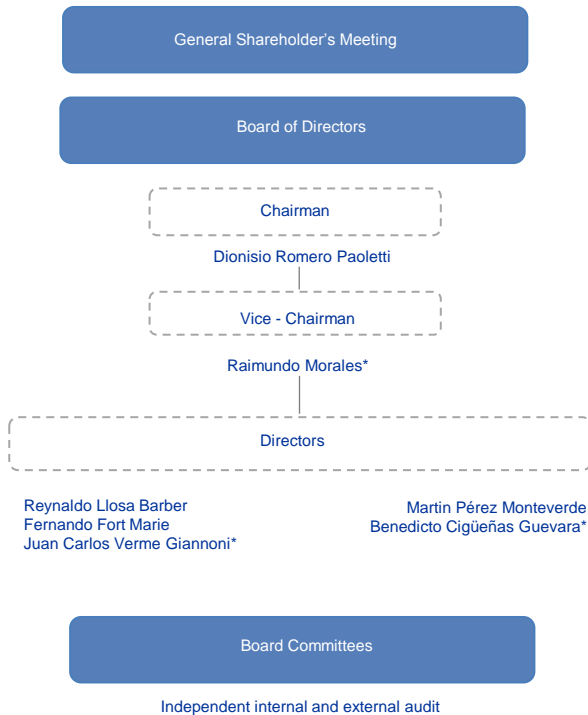 General Shareholder's Meeting
Board of Directors
Chairman
Dionisio Romero Paoletti
Vice - Chairman
Raimundo Morales*
Directors
Reynaldo Llosa Barber
Fernando Fort Marie
Juan Carlos Verme Giannoni*
Martin Pérez Monteverde
Benedicto Cigüeñas Guevara*
Board Committees
Independent internal and external audit